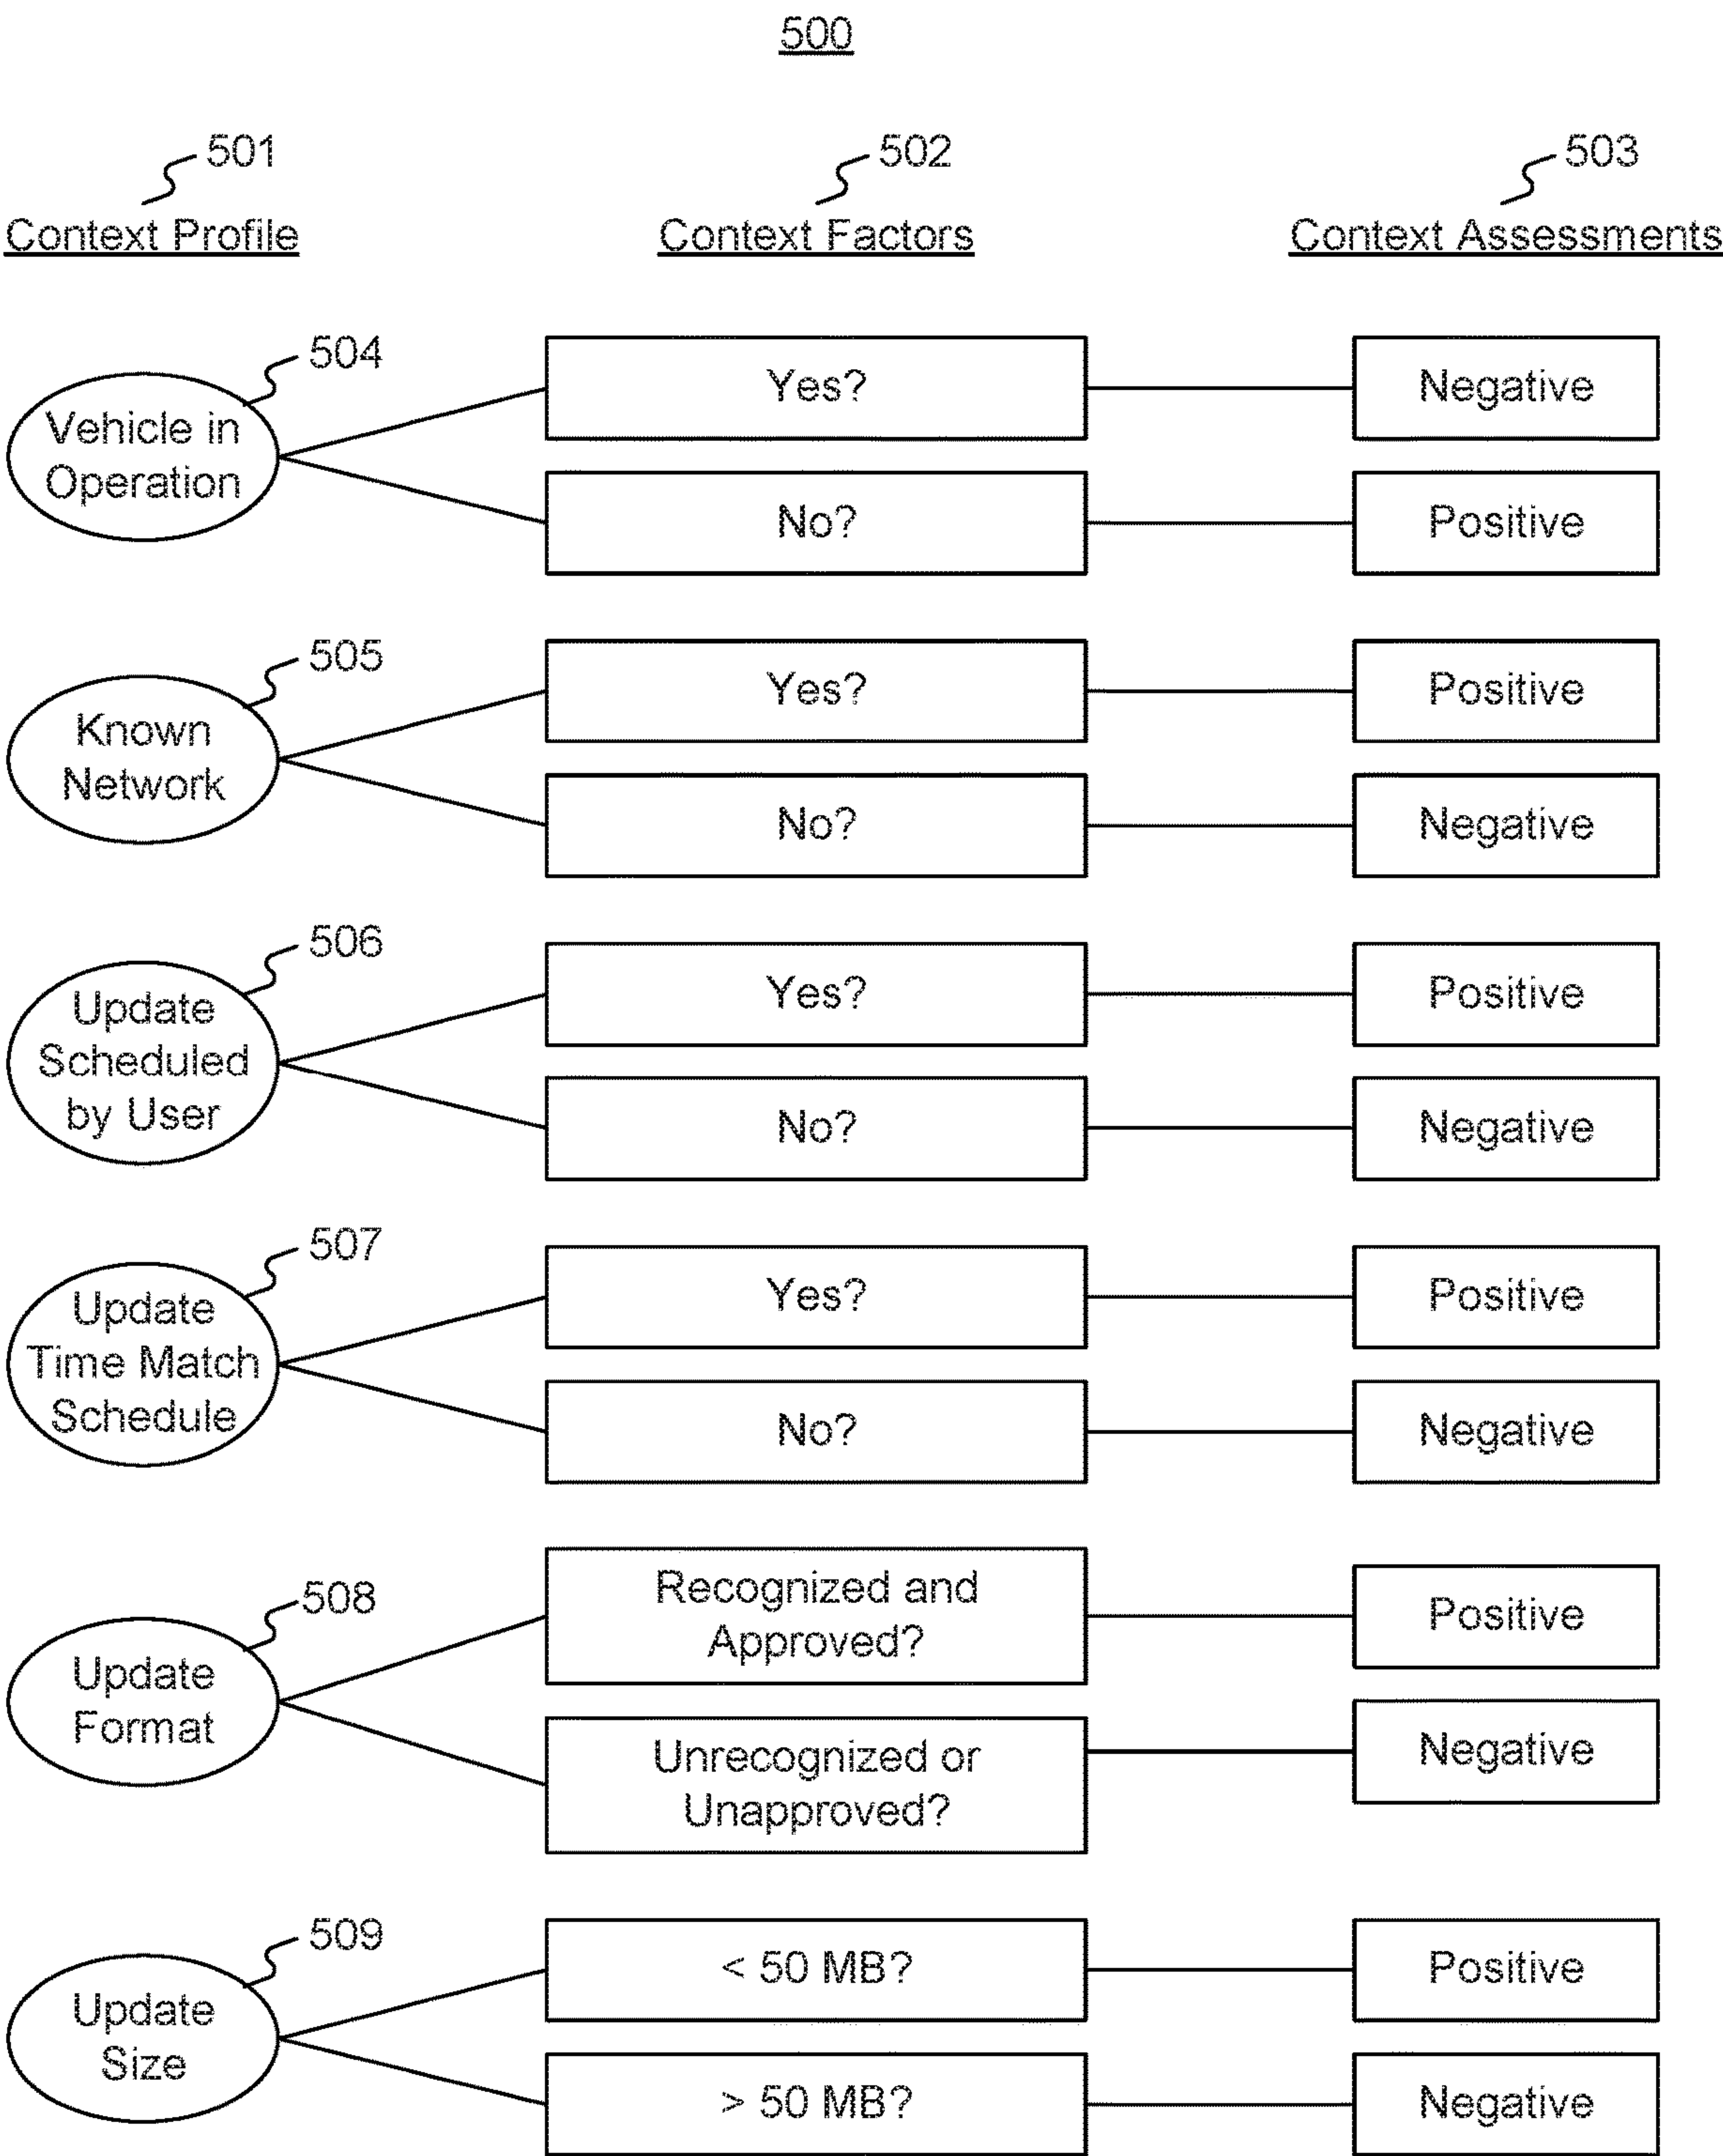 500
501
502
503
Context Profile
Context Factors
Context Assessments
504
Vehicle in
Operation
Yes?
Negative
No?
Positive
505
Known
Network
Yes?
Positive
No?
Negative
506
Update
Scheduled
by User
Yes?
Positive
No?
Negative
507
Update
Time Match
Schedule
Yes?
Positive
No?
Negative
508
Update
Format
Recognized and
Approved?
Positive
Unrecognized or
Unapproved?
Negative
509
Update
Size
< 50 MB?
Positive
> 50 MB?
Negative